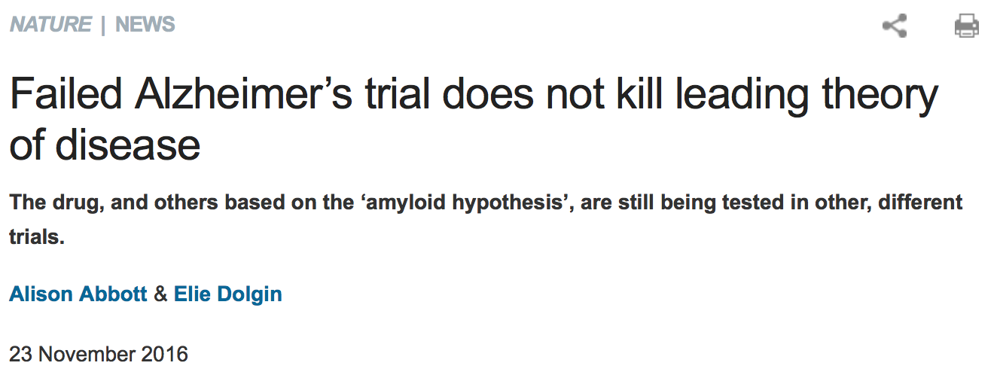 NATURE | NEWS
Failed Alzheimer’s trial does not kill leading theory
of disease
The drug, and others based on the ‘amyloid hypothesis’, are still being tested in other, different
trials.
Alison Abbott & Elie Dolgin
23 November 2016